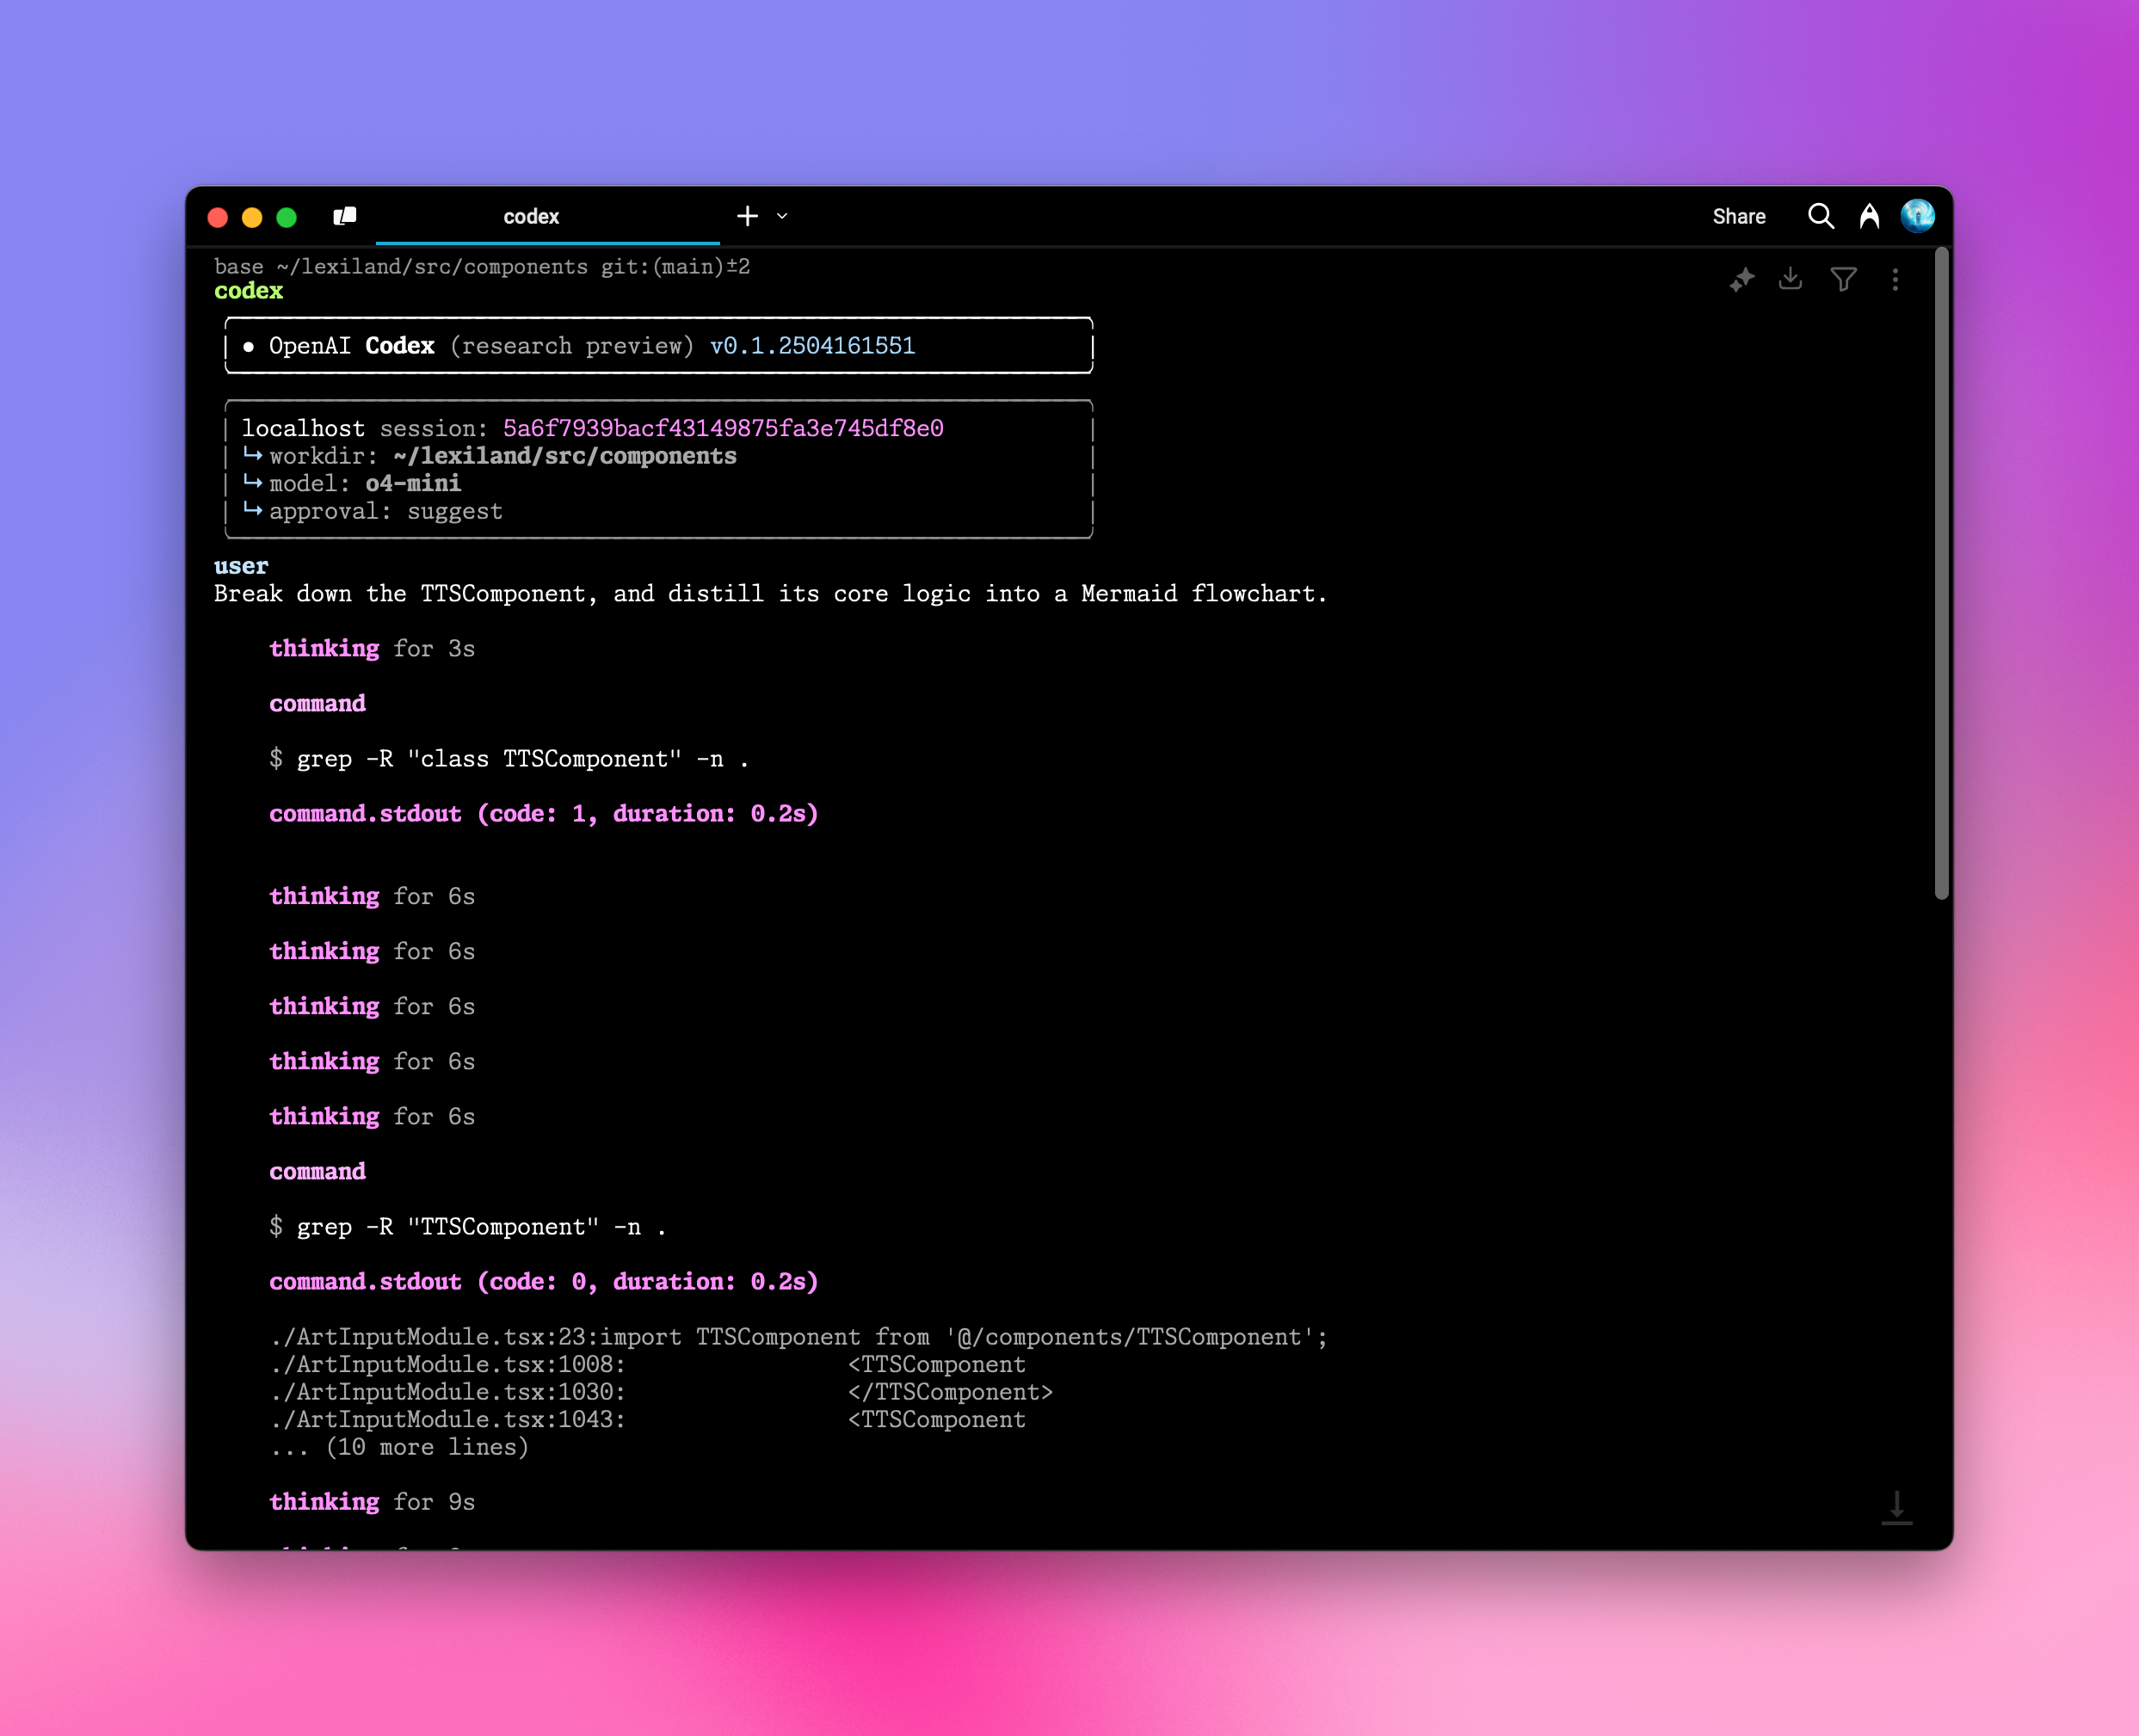 codex
Share
base ~/lexiland/src/components git:(main)±2
codex
● OpenAI Codex (research preview) v0.1.2504161551
localhost session: 5a6f7939bacf43149875fa3e745df8e0
↳ workdir: ~/lexiland/src/components
↳ model: o4-mini
↳ approval: suggest
user
Break down the TTSComponent, and distill its core logic into a Mermaid flowchart.
thinking for 3s
command
$ grep -R "class TTSComponent" -n .
command.stdout (code: 1, duration: 0.2s)
thinking for 6s
thinking for 6s
thinking for 6s
thinking for 6s
thinking for 6s
command
$ grep -R "TTSComponent" -n .
command.stdout (code: 0, duration: 0.2s)
./ArtInputModule.tsx:23:import TTSComponent from '@/components/TTSComponent';
./ArtInputModule.tsx:1008:                <TTSComponent
./ArtInputModule.tsx:1030:                </TTSComponent>
./ArtInputModule.tsx:1043:                <TTSComponent
... (10 more lines)
thinking for 9s